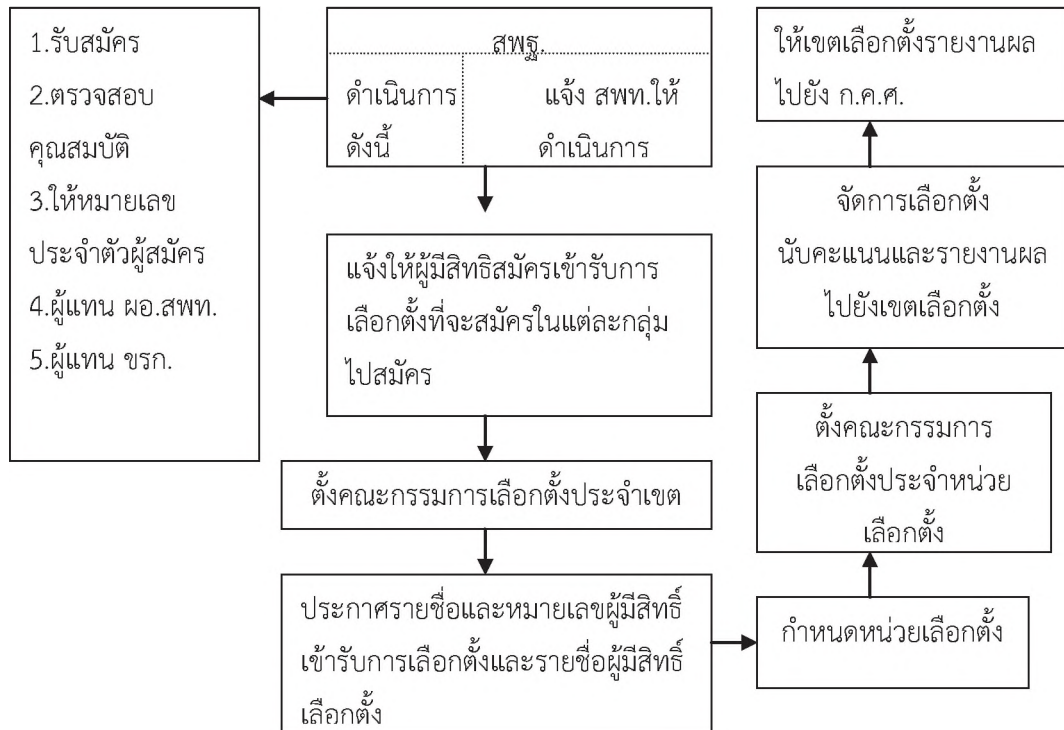 สพฐ.
ดำเนินการ
ดังนี้
แจ้ง สพท.ให้
ดำเนินการ
1.รับสมัคร
2.ตรวจสอบ
คุณสมบัติ
3.ให้หมายเลข
ประจำตัวผู้สมัคร
4.ผู้แทน ผอ.สพท.
5.ผู้แทน ขรก.
แจ้งให้ผู้มีสิทธิสมัครเข้ารับการ
เลือกตั้งที่จะสมัครในแต่ละกลุ่ม
ไปสมัคร
ตั้งคณะกรรมการเลือกตั้งประจำเขต
ประกาศรายชื่อและหมายเลขผู้มีสิทธิ์
เข้ารับการเลือกตั้งและรายชื่อผู้มีสิทธิ์
เลือกตั้ง
กำหนดหน่วยเลือกตั้ง
ตั้งคณะกรรมการ
เลือกตั้งประจำหน่วย
เลือกตั้ง
จัดการเลือกตั้ง
นับคะแนนและรายงานผล
ไปยังเขตเลือกตั้ง
ให้เขตเลือกตั้งรายงานผล
ไปยัง ก.ค.ศ.